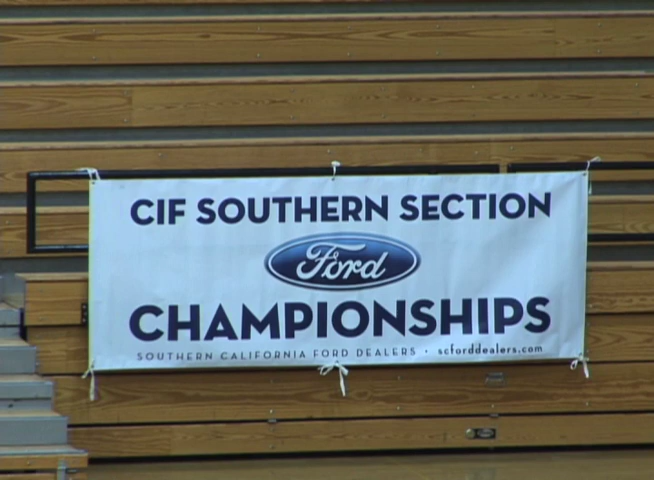 CIF SOUTHERN SECTION
Ford
CHAMPIONSHIPS
SOUTHERN CALIFORNIA FORD DEALERS · scforddealers.com